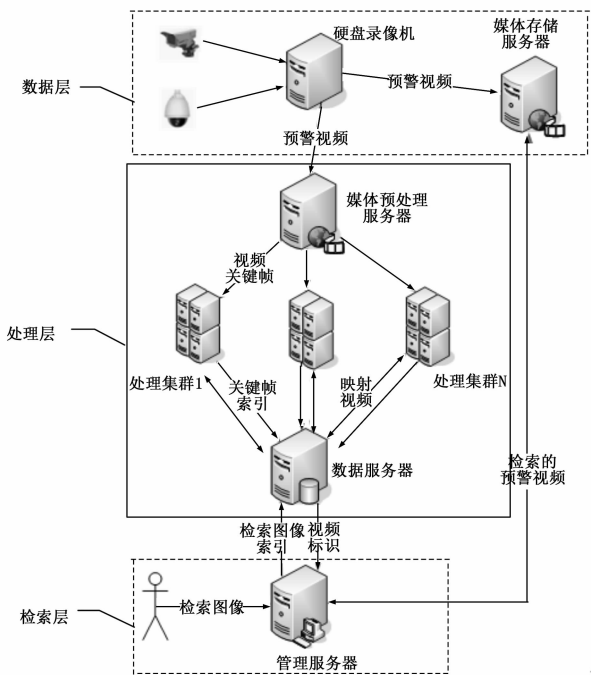 硬盘录像机
媒体存储
服务器
数据层
预警视频
预警视频
媒体预处理
服务器
视频
关键帧
处理层
处理集群1
关键帧
索引
映射
视频
处理集群N
数据服务器
检索的
预警视频
检索图像
索引
视频
标识
检索层
检索图像
管理服务器